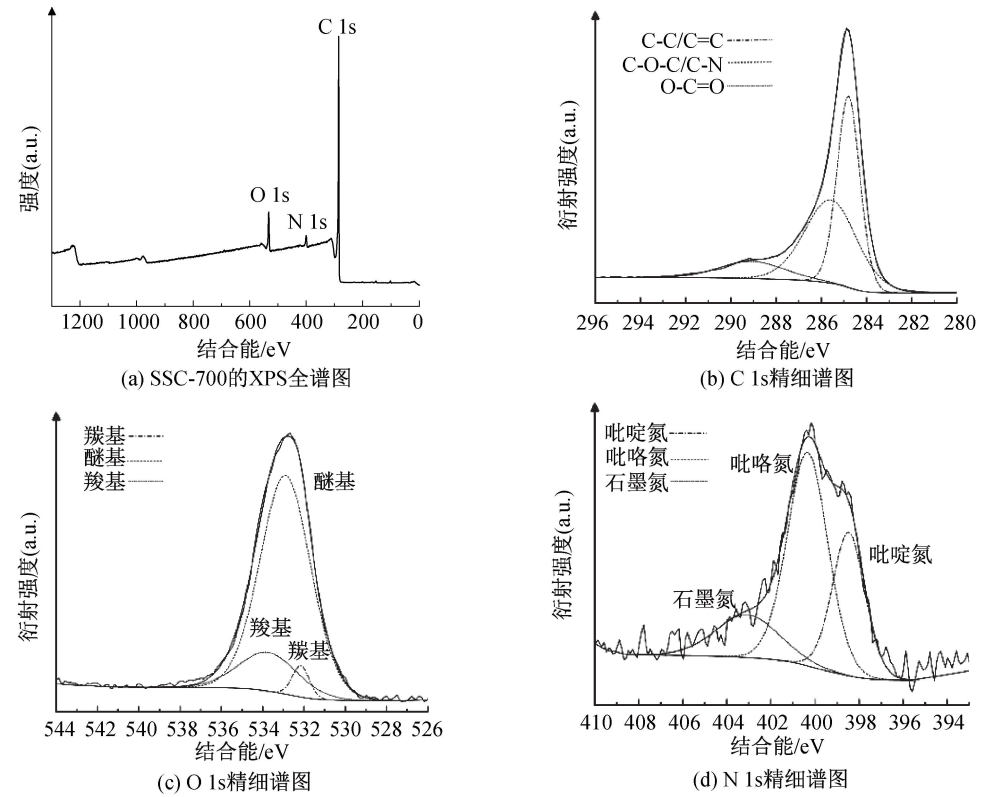 C 1s
O 1s
N 1s
强度(a.u.)
1200 1000 800 600 400 200 0
结合能/eV
(a) SSC-700的XPS全谱图
C-C/C=C
C-O-C/C-N
O-C=O
衍射强度(a.u.)
296 294 292 290 288 286 284 282 280
结合能/eV
(b) C 1s精细谱图
羰基
醚基
羧基
醚基
羧基
羰基
衍射强度(a.u.)
544 542 540 538 536 534 532 530 528 526
结合能/eV
(c) O 1s精细谱图
吡啶氮
吡咯氮
石墨氮
吡咯氮
吡啶氮
石墨氮
衍射强度(a.u.)
410 408 406 404 402 400 398 396 394
结合能/eV
(d) N 1s精细谱图